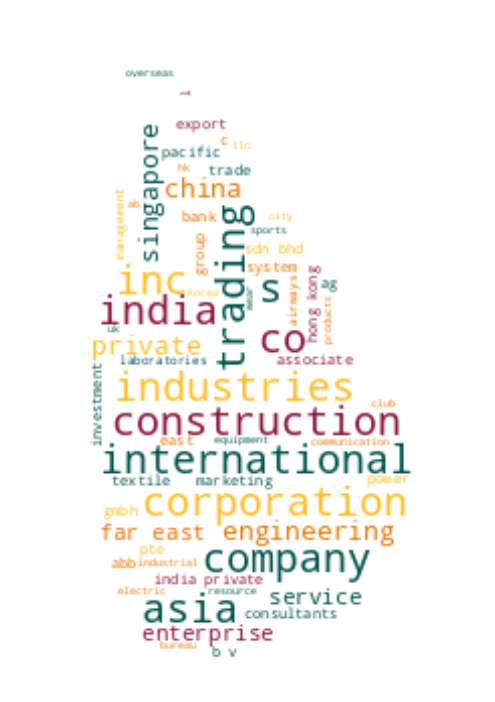 overseas
l
export
c llc
singapore
pacific
hk trade
china
management
ab
bank city
sports
trading
group
sdn bhd
system
inc
s
korea
wear
airways
hong kong
ag
products
india
uk
co
private
laboratories
associate
investment
industries
club
construction
east equipment communication
international
textile marketing power
corporation
gmbh
far east engineering
pte
company
abb industrial
india private
electric resource
service
asia
consultants
enterprise
bureau
b v